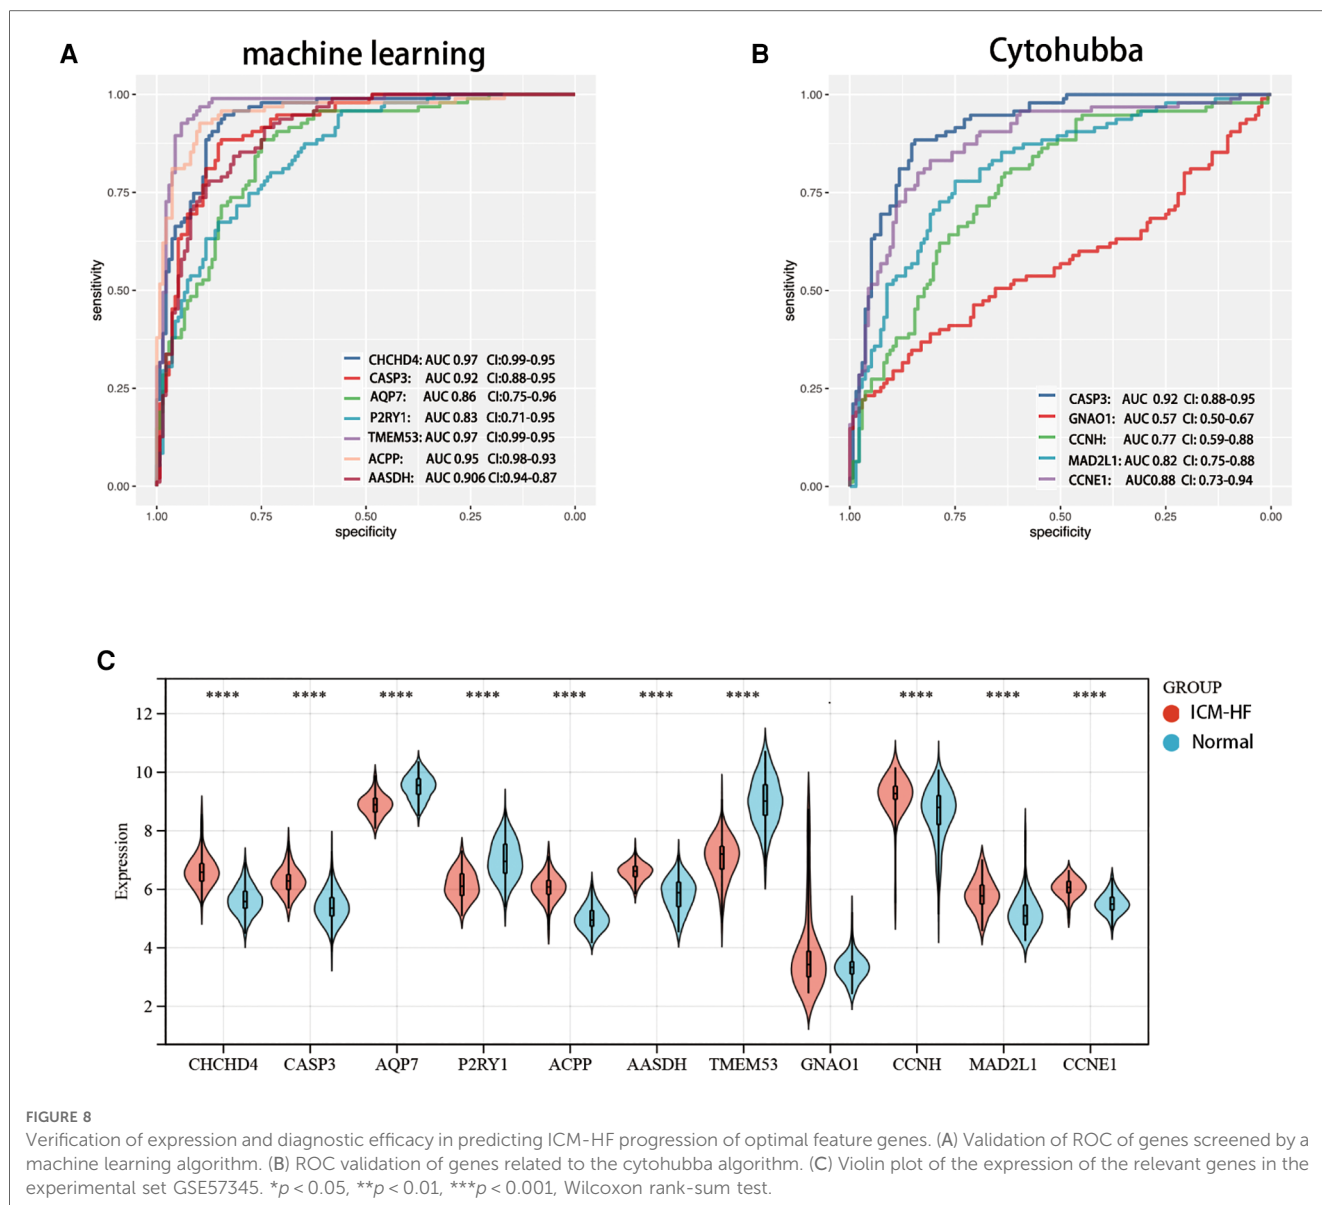 A
machine learning
1.00
0.75
0.50
0.25
0.00
sensitivity
CHCHD4: AUC 0.97 CI:0.99-0.95
CASP3: AUC 0.92 CI:0.88-0.95
AQP7: AUC 0.86 CI:0.75-0.96
P2RY1: AUC 0.83 CI:0.71-0.95
TMEM53: AUC 0.97 CI:0.99-0.95
ACPP: AUC 0.95 CI:0.98-0.93
AASDH: AUC 0.906 CI:0.94-0.87
1.00 0.75 0.50 0.25 0.00
specificity
B
Cytohubba
1.00
0.75
0.50
0.25
0.00
sensitivity
CASP3: AUC 0.92 CI: 0.88-0.95
GNAO1: AUC 0.57 CI: 0.50-0.67
CCNH: AUC 0.77 CI: 0.59-0.88
MAD2L1: AUC 0.82 CI: 0.75-0.88
CCNE1: AUC0.88 CI: 0.73-0.94
1.00 0.75 0.50 0.25 0.00
specificity
C
**** **** **** **** **** **** **** . **** **** ****
12
10
8
6
4
2
Expression
CHCHD4 CASP3 AQP7 P2RY1 ACPP AASDH TMEM53 GNAO1 CCNH MAD2L1 CCNE1
GROUP
ICM-HF
Normal
FIGURE 8
Verification of expression and diagnostic efficacy in predicting ICM-HF progression of optimal feature genes. (A) Validation of ROC of genes screened by a
machine learning algorithm. (B) ROC validation of genes related to the cytohubba algorithm. (C) Violin plot of the expression of the relevant genes in the
experimental set GSE57345. *p < 0.05, **p < 0.01, ***p < 0.001, Wilcoxon rank-sum test.